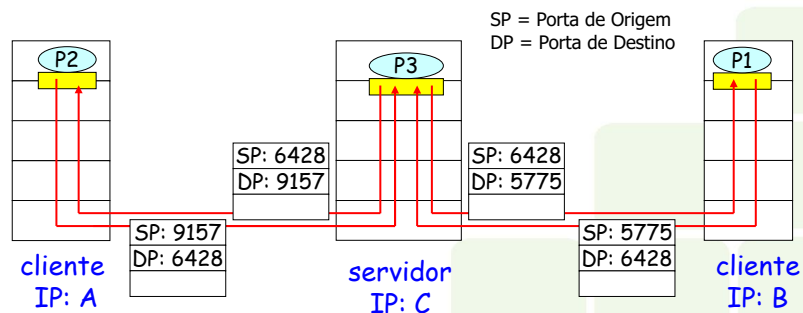 SP = Porta de Origem
DP = Porta de Destino
P2
P3
P1
SP: 6428
DP: 9157
SP: 6428
DP: 5775
SP: 9157
DP: 6428
SP: 5775
DP: 6428
cliente
IP: A
servidor
IP: C
cliente
IP: B